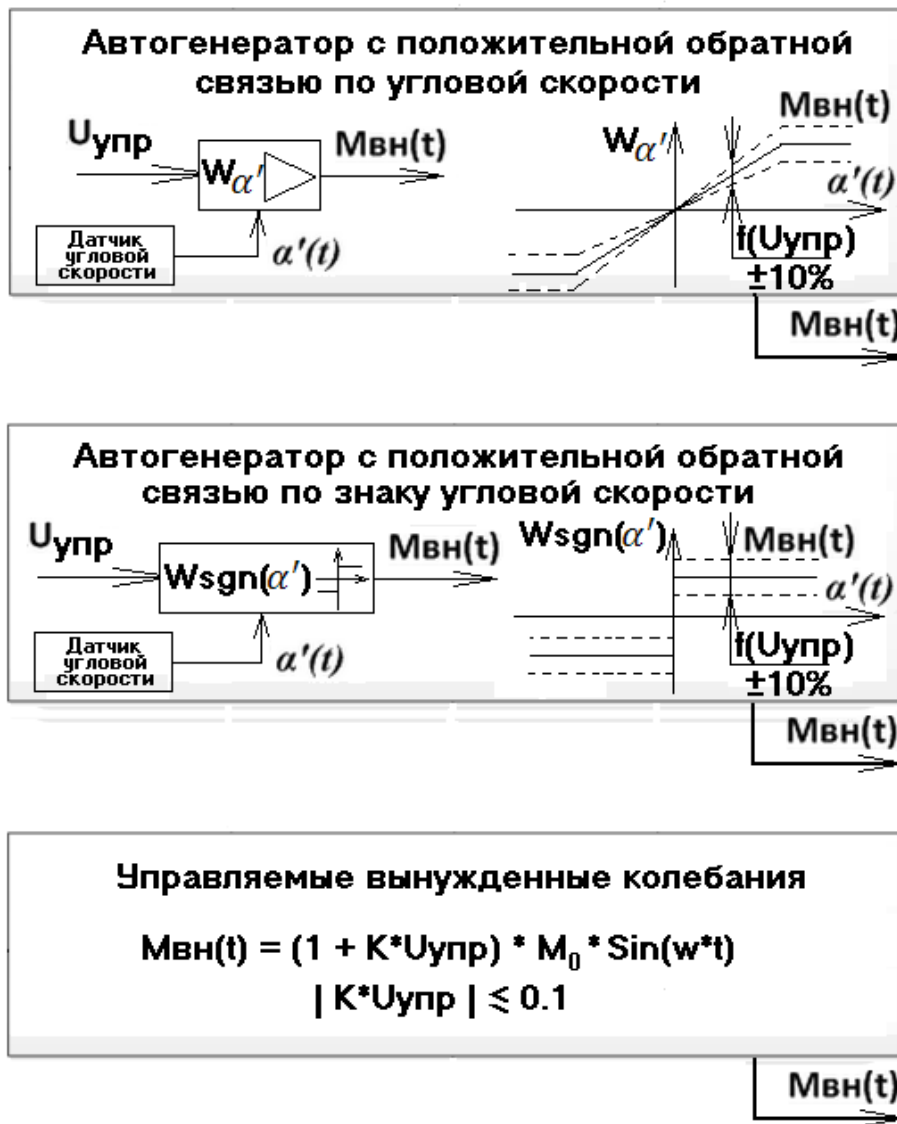 Автогенератор с положительной обратной
связью по угловой скорости
Uупр
Wα'
Mвн(t)
Датчик
угловой
скорости
α'(t)
Wα'
Mвн(t)
α'(t)
f(Uупр)
±10%
Mвн(t)
Автогенератор с положительной обратной
связью по знаку угловой скорости
Uупр
Wsgn(α')
Mвн(t)
Датчик
угловой
скорости
α'(t)
Wsgn(α')
Mвн(t)
α'(t)
f(Uупр)
±10%
Mвн(t)
Управляемые вынужденные колебания
Mвн(t) = (1 + K*Uупр) * M₀ * Sin(w*t)
| K*Uупр | ⩽ 0.1
Mвн(t)